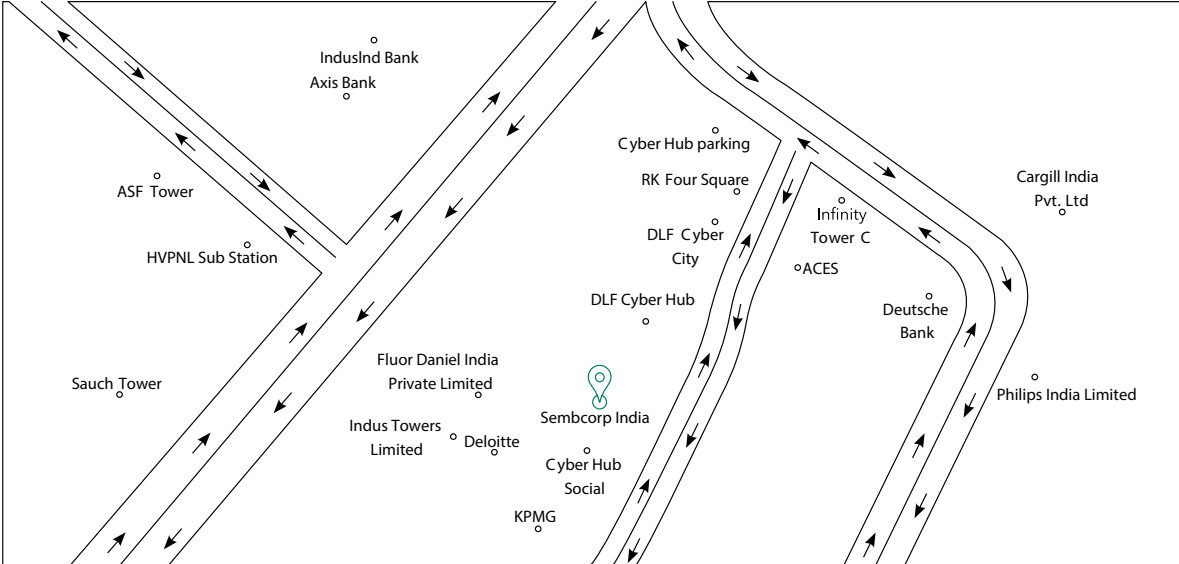 IndusInd Bank
Axis Bank
Cyber Hub parking
ASF Tower
RK Four Square
Cargill India
Pvt. Ltd
Infinity
Tower C
DLF Cyber
City
HVPNL Sub Station
ACES
DLF Cyber Hub
Deutsche
Bank
Fluor Daniel India
Private Limited
Sauch Tower
Philips India Limited
Sembcorp India
Indus Towers
Limited
Deloitte
Cyber Hub
Social
KPMG